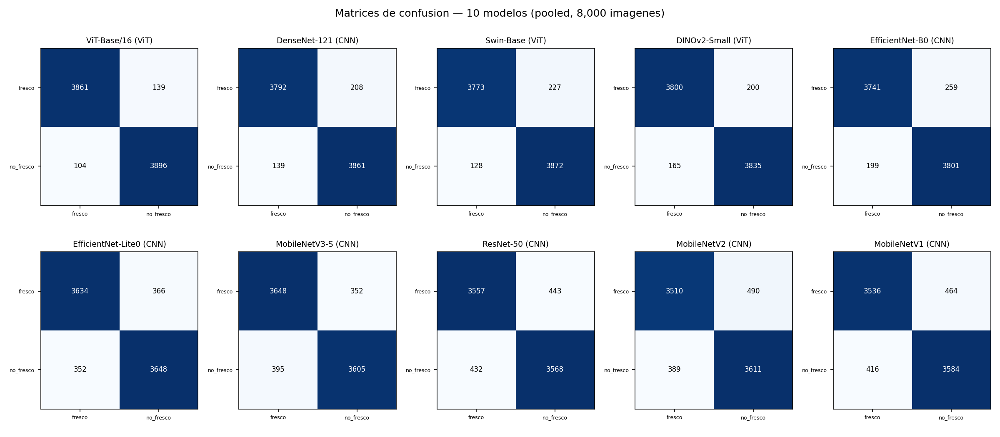 Matrices de confusion — 10 modelos (pooled, 8,000 imagenes)
ViT-Base/16 (ViT)
fresco 3861 139
no_fresco 104 3896
fresco no_fresco
DenseNet-121 (CNN)
fresco 3792 208
no_fresco 139 3861
fresco no_fresco
Swin-Base (ViT)
fresco 3773 227
no_fresco 128 3872
fresco no_fresco
DINOv2-Small (ViT)
fresco 3800 200
no_fresco 165 3835
fresco no_fresco
EfficientNet-B0 (CNN)
fresco 3741 259
no_fresco 199 3801
fresco no_fresco
EfficientNet-Lite0 (CNN)
fresco 3634 366
no_fresco 352 3648
fresco no_fresco
MobileNetV3-S (CNN)
fresco 3648 352
no_fresco 395 3605
fresco no_fresco
ResNet-50 (CNN)
fresco 3557 443
no_fresco 432 3568
fresco no_fresco
MobileNetV2 (CNN)
fresco 3510 490
no_fresco 389 3611
fresco no_fresco
MobileNetV1 (CNN)
fresco 3536 464
no_fresco 416 3584
fresco no_fresco